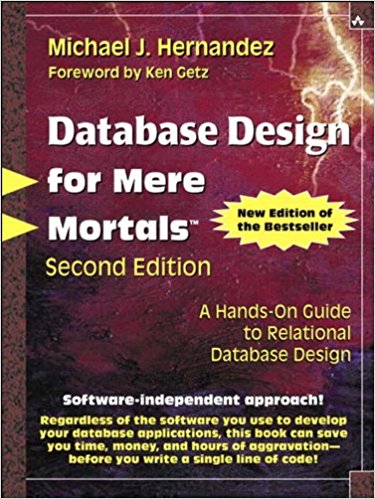 Michael J. Hernandez
Foreword by Ken Getz
Database Design
for Mere
Mortals™
New Edition of
the Bestseller
Second Edition
A Hands-On Guide
to Relational
Database Design
Software-independent approach!
Regardless of the software you use to develop
your database applications, this book can save
you time, money, and hours of aggravation—
before you write a single line of code!